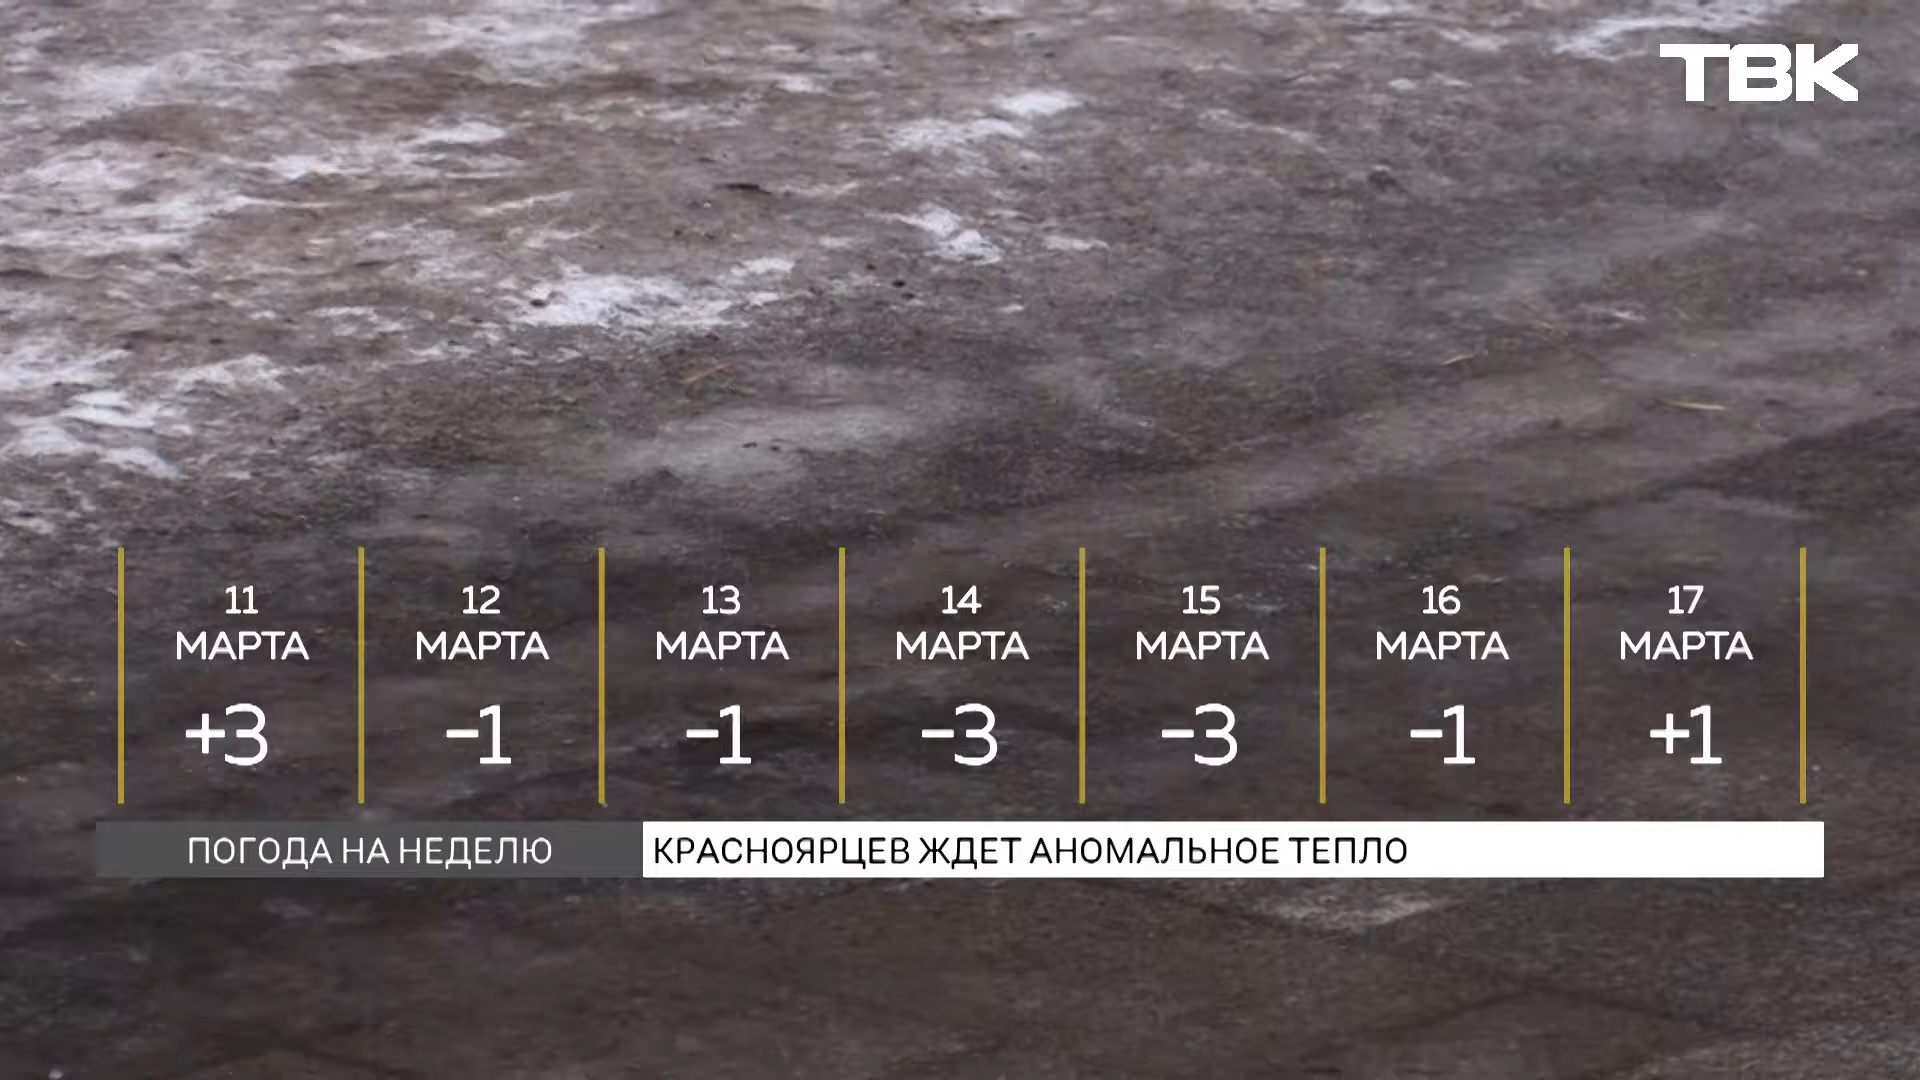 ТВК
11 МАРТА
+3
12 МАРТА
-1
13 МАРТА
-1
14 МАРТА
-3
15 МАРТА
-3
16 МАРТА
-1
17 МАРТА
+1
ПОГОДА НА НЕДЕЛЮ
КРАСНОЯРЦЕВ ЖДЕТ АНОМАЛЬНОЕ ТЕПЛО